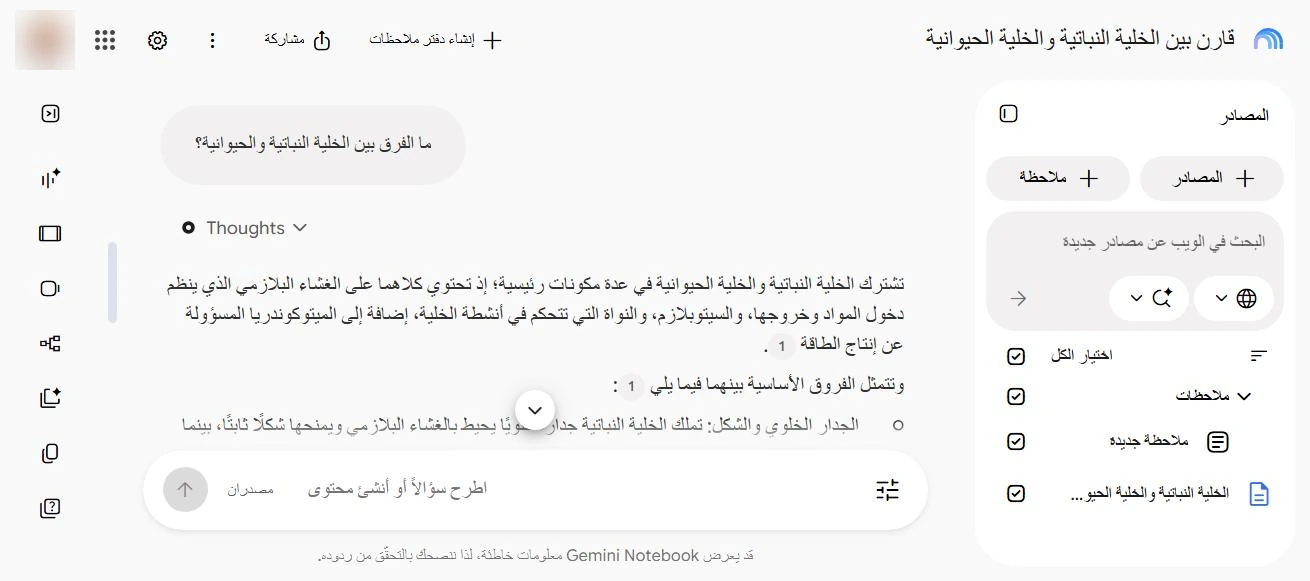 قارن بين الخلية النباتية والخلية الحيوانية
إنشاء دفتر ملاحظات
مشاركة
المصادر
المصادر
ملاحظة
البحث في الويب عن مصادر جديدة
اختيار الكل
ملاحظات
ملاحظة جديدة
الخلية النباتية والخلية الحيو...
ما الفرق بين الخلية النباتية والحيوانية؟
Thoughts
تشترك الخلية النباتية والخلية الحيوانية في عدة مكونات رئيسية؛ إذ تحتوي كلاهما على الغشاء البلازمي الذي ينظم
دخول المواد وخروجها، والسيتوبلازم، والنواة التي تتحكم في أنشطة الخلية، إضافة إلى الميتوكوندريا المسؤولة
عن إنتاج الطاقة 1 .
وتتمثل الفروق الأساسية بينهما فيما يلي 1 :
الجدار الخلوي والشكل: تملك الخلية النباتية يحيط بالغشاء البلازمي ويمنحها شكلًا ثابتًا، بينما
اطرح سؤالاً أو أنشئ محتوى
مصدران
قد يعرض Gemini Notebook معلومات خاطئة، لذا ننصحك بالتحقّق من ردوده.